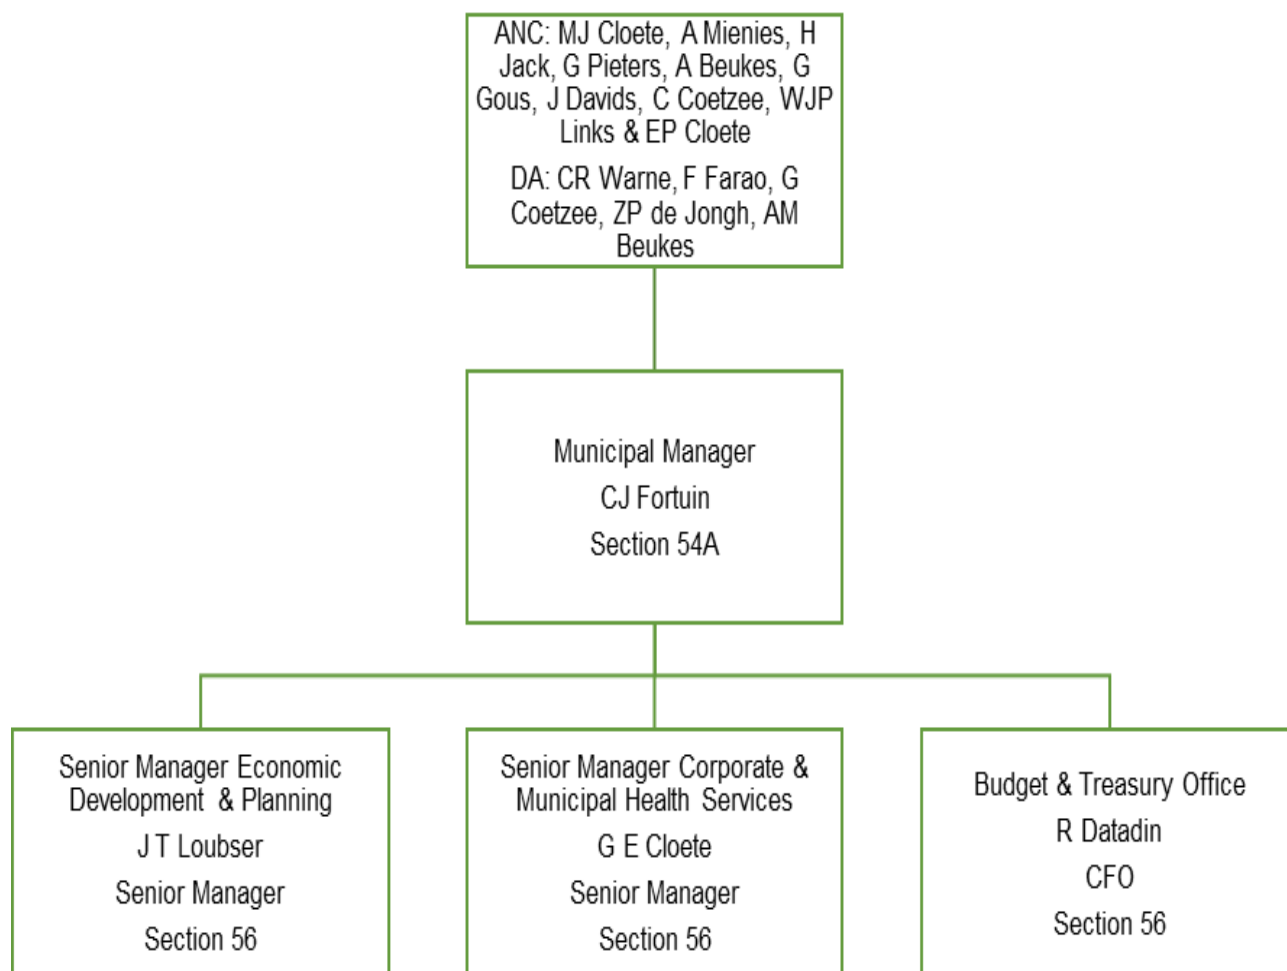 ANC: MJ Cloete, A Mienies, H
Jack, G Pieters, A Beukes, G
Gous, J Davids, C Coetzee, WJP
Links & EP Cloete
DA: CR Warne, F Farao, G
Coetzee, ZP de Jongh, AM
Beukes
Municipal Manager
CJ Fortuin
Section 54A
Senior Manager Economic
Development & Planning
J T Loubser
Senior Manager
Section 56
Senior Manager Corporate &
Municipal Health Services
G E Cloete
Senior Manager
Section 56
Budget & Treasury Office
R Datadin
CFO
Section 56